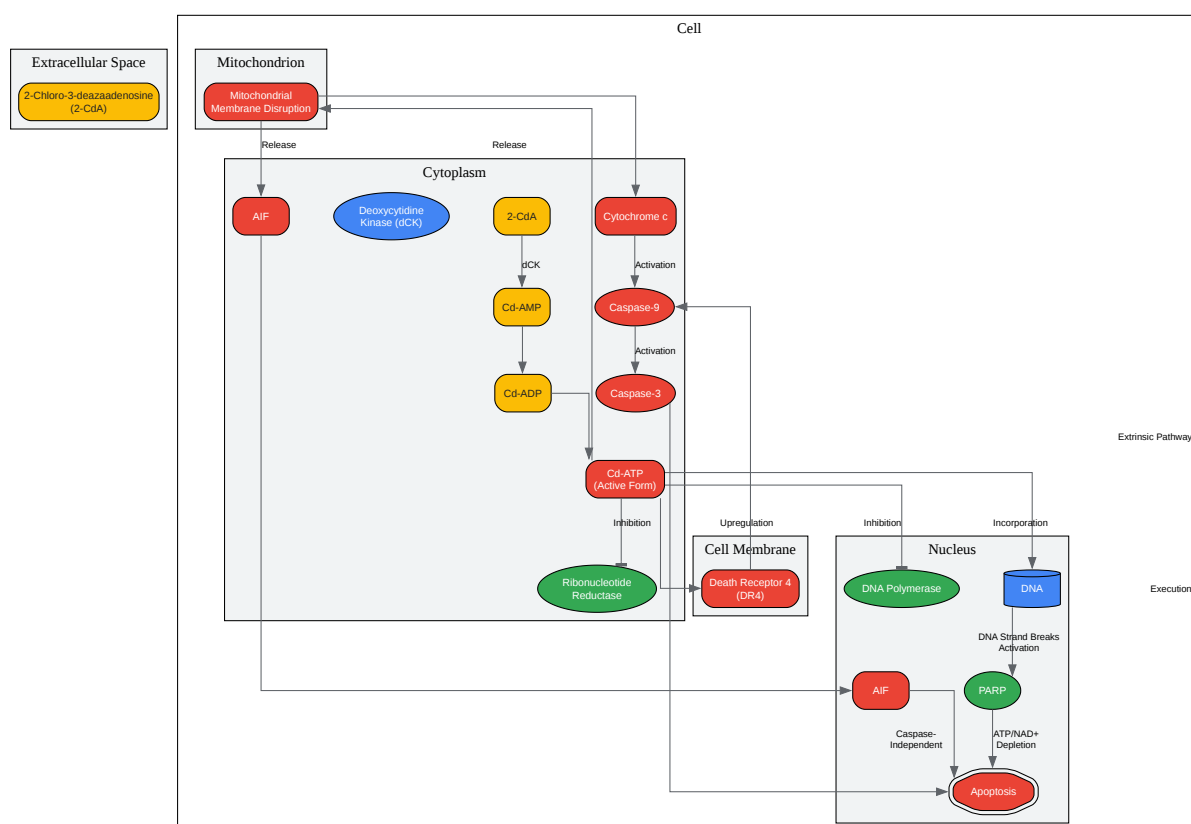 Cell
Extracellular Space
2-Chloro-3-deazaadenosine
(2-CdA)
Mitochondrion
Mitochondrial
Membrane Disruption
Release
Release
Cytoplasm
AIF
Deoxycytidine
Kinase (dCK)
2-CdA
Cytochrome c
dCK
Activation
Cd-AMP
Caspase-9
Activation
Cd-ADP
Caspase-3
Extrinsic Pathway
Cd-ATP
(Active Form)
Inhibition
Upregulation
Inhibition
Incorporation
Cell Membrane
Nucleus
Ribonucleotide
Reductase
Death Receptor 4
(DR4)
DNA Polymerase
DNA
Execution
DNA Strand Breaks
Activation
AIF
PARP
Caspase-
Independent
ATP/NAD+
Depletion
Apoptosis